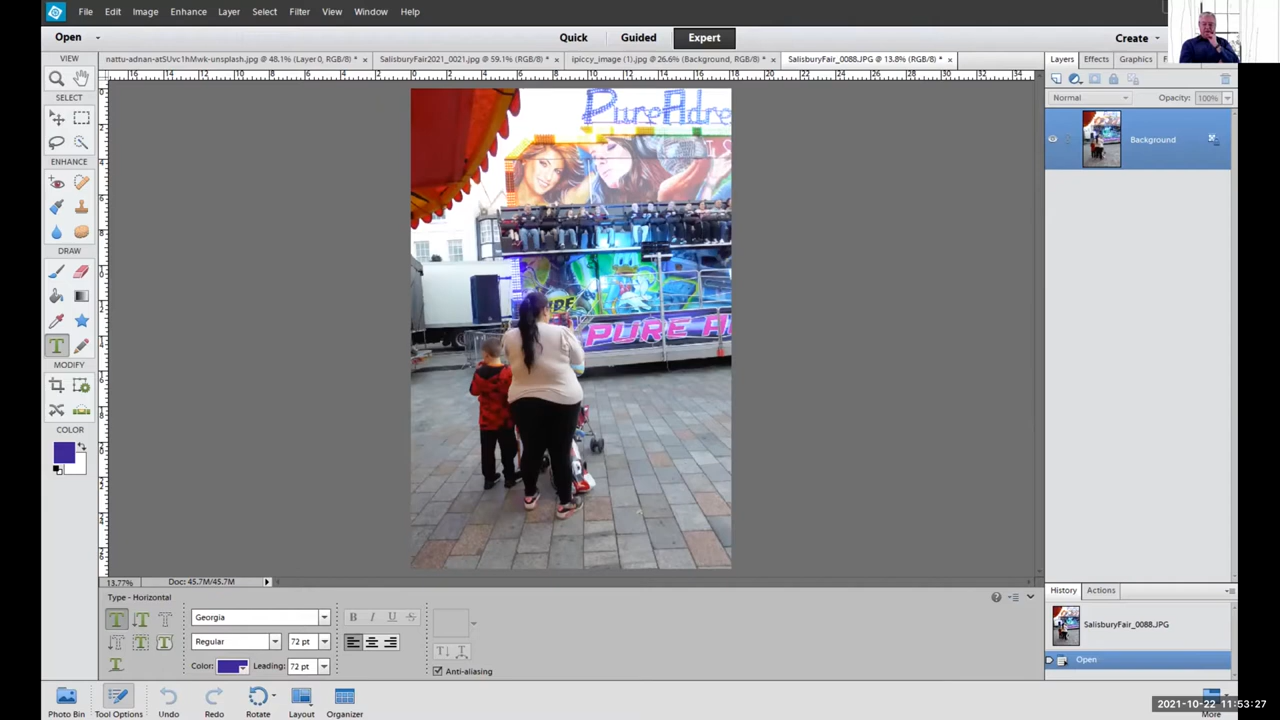 File Edit Image Enhance Layer Select Filter View Window Help
Open Quick Guided Expert Create
VIEW
nattu-adnan-atSUvc1hMwk-unsplash.jpg @ 48.1% (Layer 0, RGB/8) * ×
SalisburyFair2021_0021.jpg @ 59.1% (RGB/8) * ×
ipiccy_image (1).jpg @ 26.6% (Background, RGB/8) * ×
SalisburyFair_0088.JPG @ 13.8% (RGB/8) * ×
Layers Effects Graphics F
SELECT
ENHANCE
DRAW
MODIFY
COLOR
Normal Opacity: 100%
Background
PureAdre
PURE A
13.77% Doc: 45.7M/45.7M
Type - Horizontal
Georgia
Regular 72 pt
Color: Leading: 72 pt
B I U S
Anti-aliasing
History Actions
SalisburyFair_0088.JPG
Open
Photo Bin Tool Options Undo Redo Rotate Layout Organizer More
2021-10-22 11:53:27